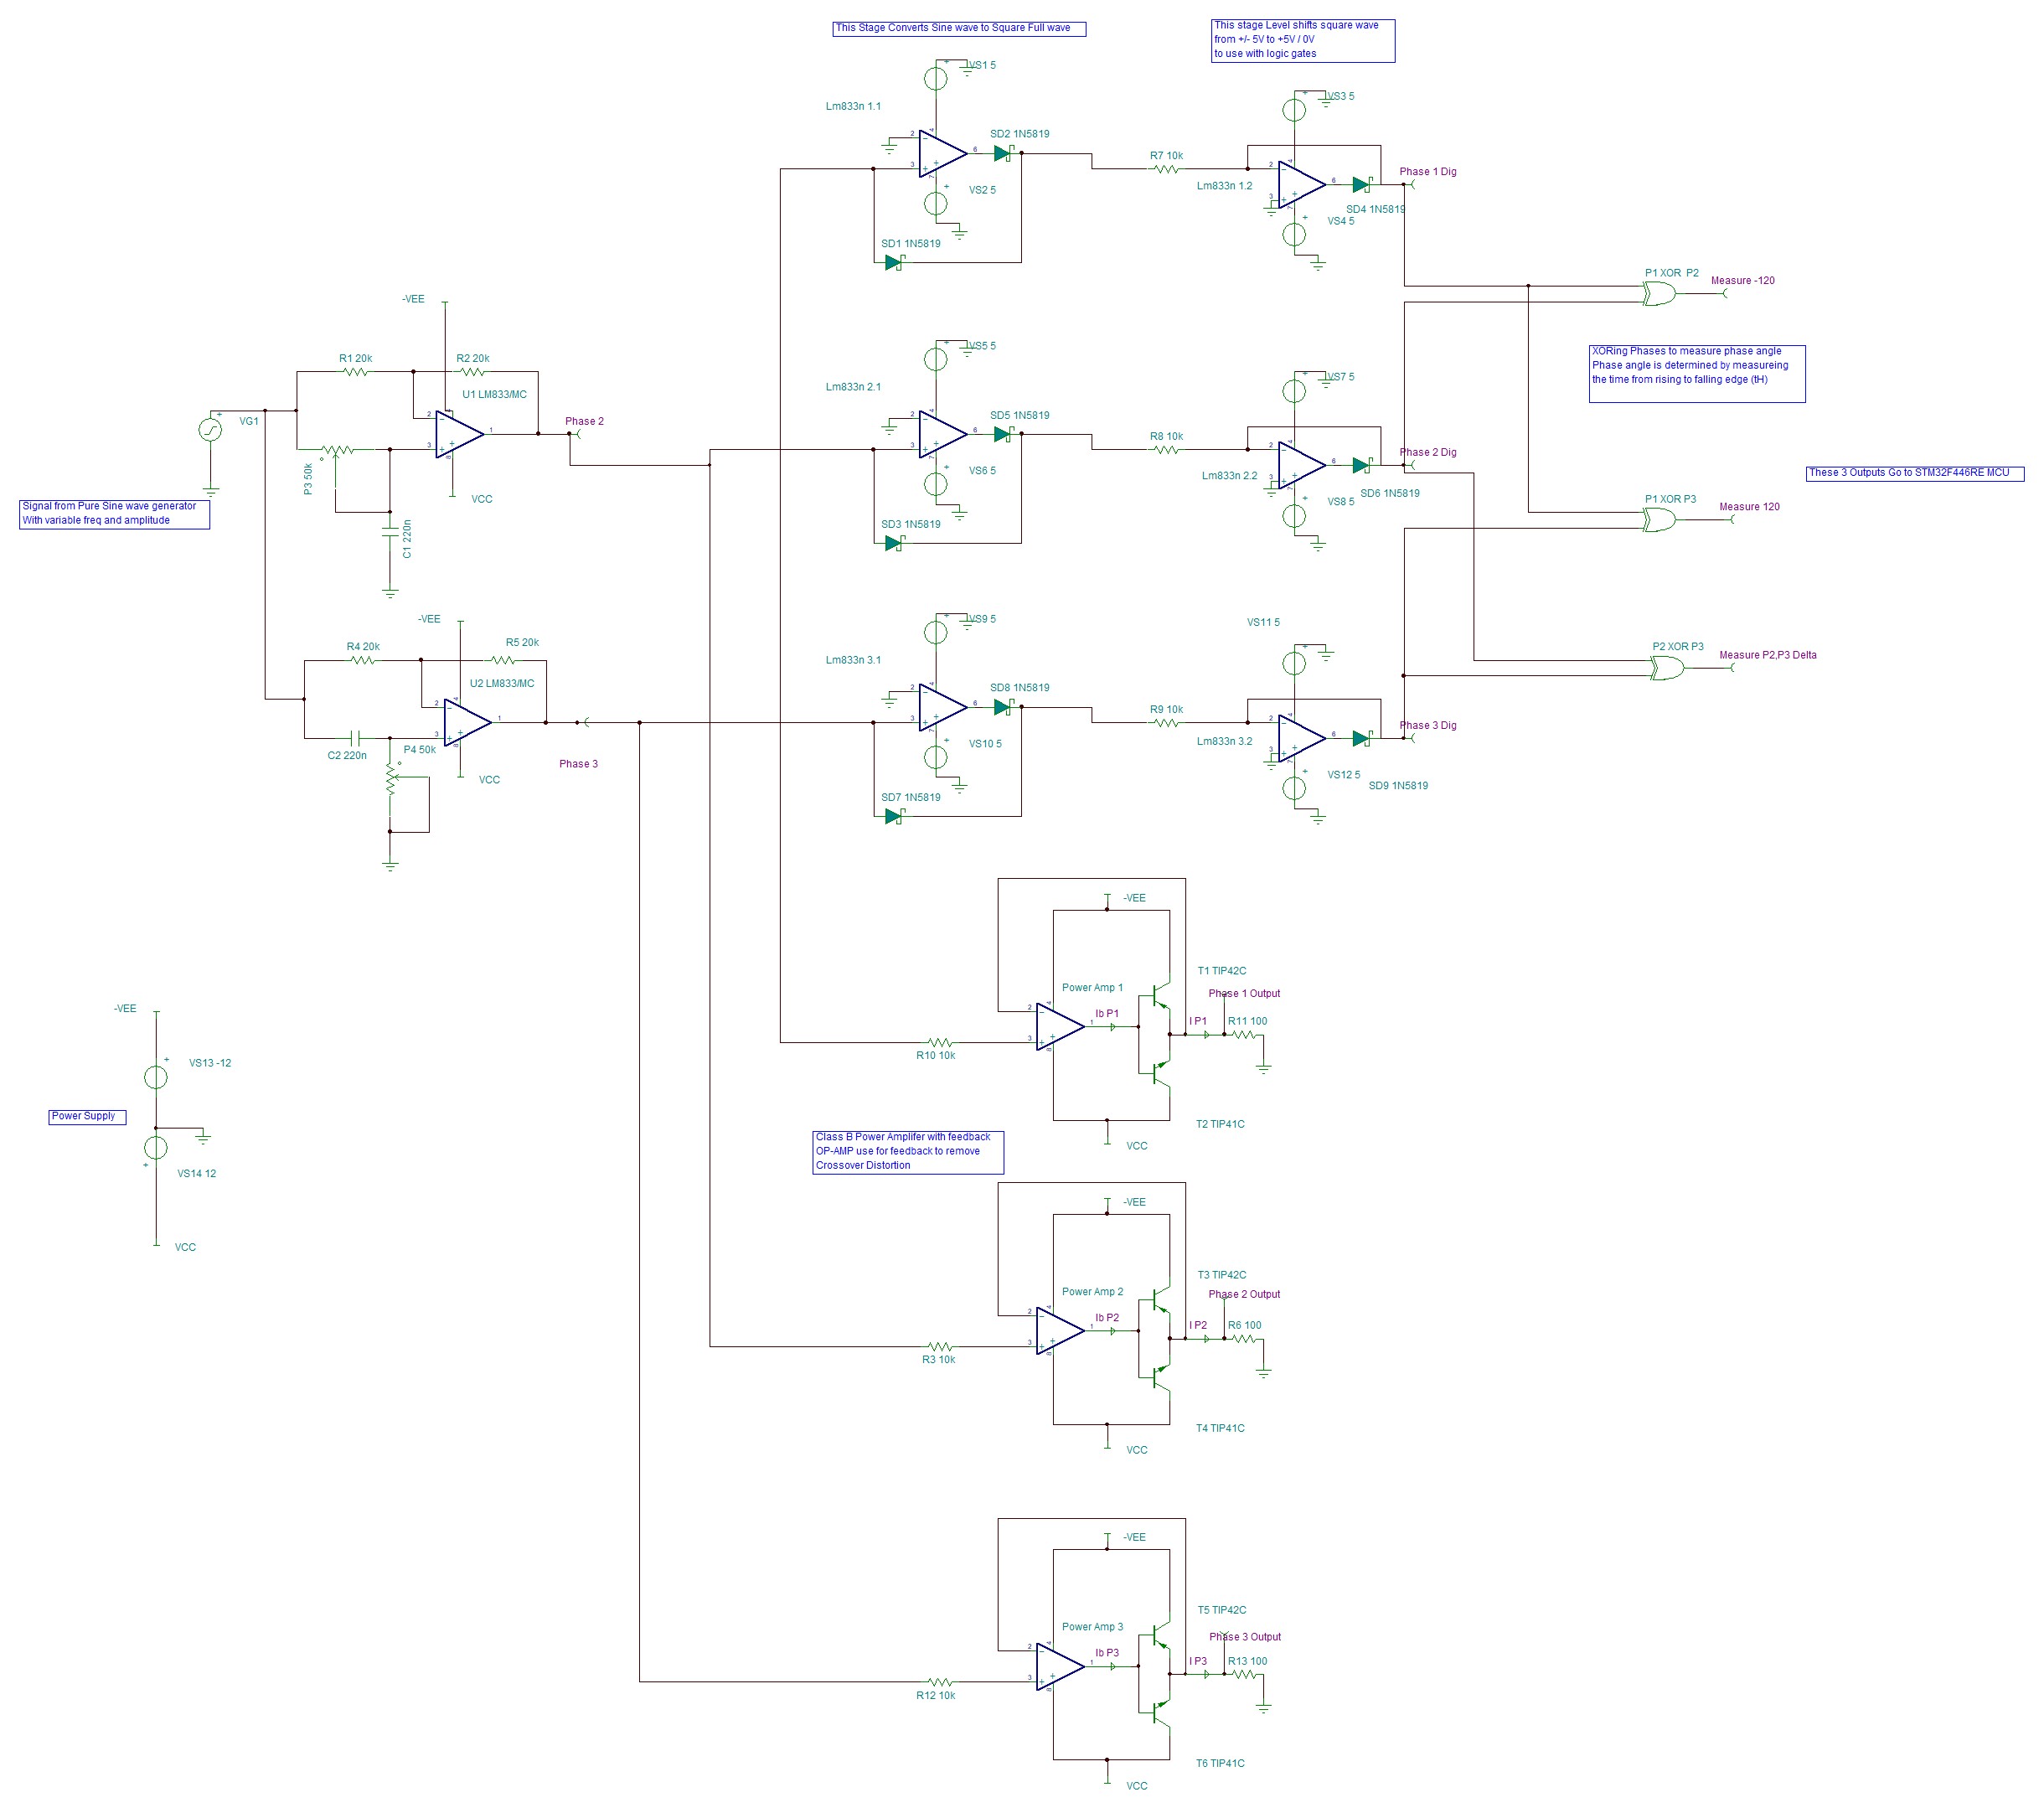 This Stage Converts Sine wave to Square Full wave
This stage Level shifts square wave
from +/- 5V to +5V / 0V
to use with logic gates
VS1 5
Lm833n 1.1
SD2 1N5819
VS2 5
SD1 1N5819
VS3 5
R7 10k
Lm833n 1.2
Phase 1 Dig
SD4 1N5819
VS4 5
P1 XOR P2
Measure -120
-VEE
R1 20k
R2 20k
U1 LM833/MC
VG1
Phase 2
P3 50k
VCC
C1 220n
Signal from Pure Sine wave generator
With variable freq and amplitude
VS5 5
Lm833n 2.1
SD5 1N5819
VS6 5
SD3 1N5819
VS7 5
R8 10k
Lm833n 2.2
Phase 2 Dig
SD6 1N5819
VS8 5
XORing Phases to measure phase angle
Phase angle is determined by measureing
the time from rising to falling edge (tH)
These 3 Outputs Go to STM32F446RE MCU
P1 XOR P3
Measure 120
-VEE
R4 20k
R5 20k
U2 LM833/MC
C2 220n
P4 50k
VCC
Phase 3
VS9 5
Lm833n 3.1
SD8 1N5819
VS10 5
SD7 1N5819
VS11 5
R9 10k
Lm833n 3.2
Phase 3 Dig
VS12 5
SD9 1N5819
P2 XOR P3
Measure P2,P3 Delta
-VEE
T1 TIP42C
Power Amp 1
Phase 1 Output
Ib P1
I P1
R11 100
R10 10k
T2 TIP41C
VCC
-VEE
VS13 -12
Power Supply
VS14 12
VCC
Class B Power Amplifer with feedback
OP-AMP use for feedback to remove
Crossover Distortion
-VEE
T3 TIP42C
Power Amp 2
Phase 2 Output
Ib P2
I P2
R6 100
R3 10k
T4 TIP41C
VCC
-VEE
T5 TIP42C
Power Amp 3
Phase 3 Output
Ib P3
I P3
R13 100
R12 10k
T6 TIP41C
VCC